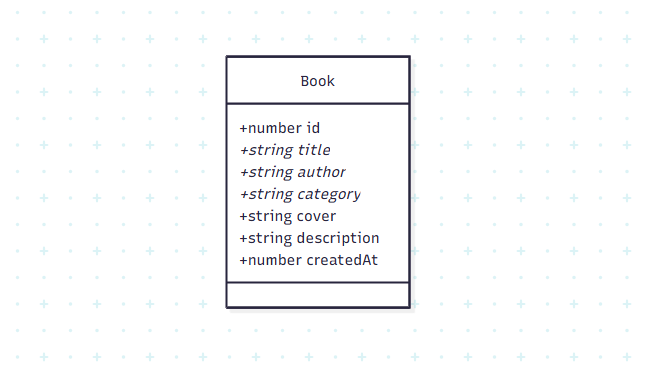 Book
+number id
+string title
+string author
+string category
+string cover
+string description
+number createdAt